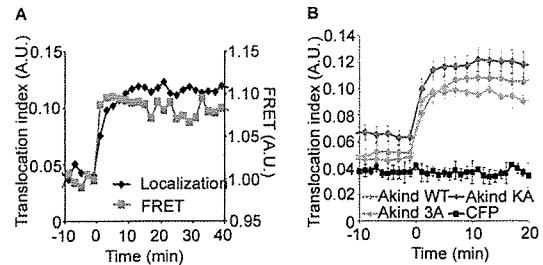 A
Translocation index (A.U.)
0.15
0.10
0.05
0
1.15
1.10
1.05
1.00
0.95
FRET (A.U.)
Localization
FRET
-10 0 10 20 30 40
Time (min)
B
Translocation index (A.U.)
0.14
0.12
0.10
0.08
0.06
0.04
0.02
0
Akind WT Akind KA
Akind 3A CFP
-10 0 10 20
Time (min)